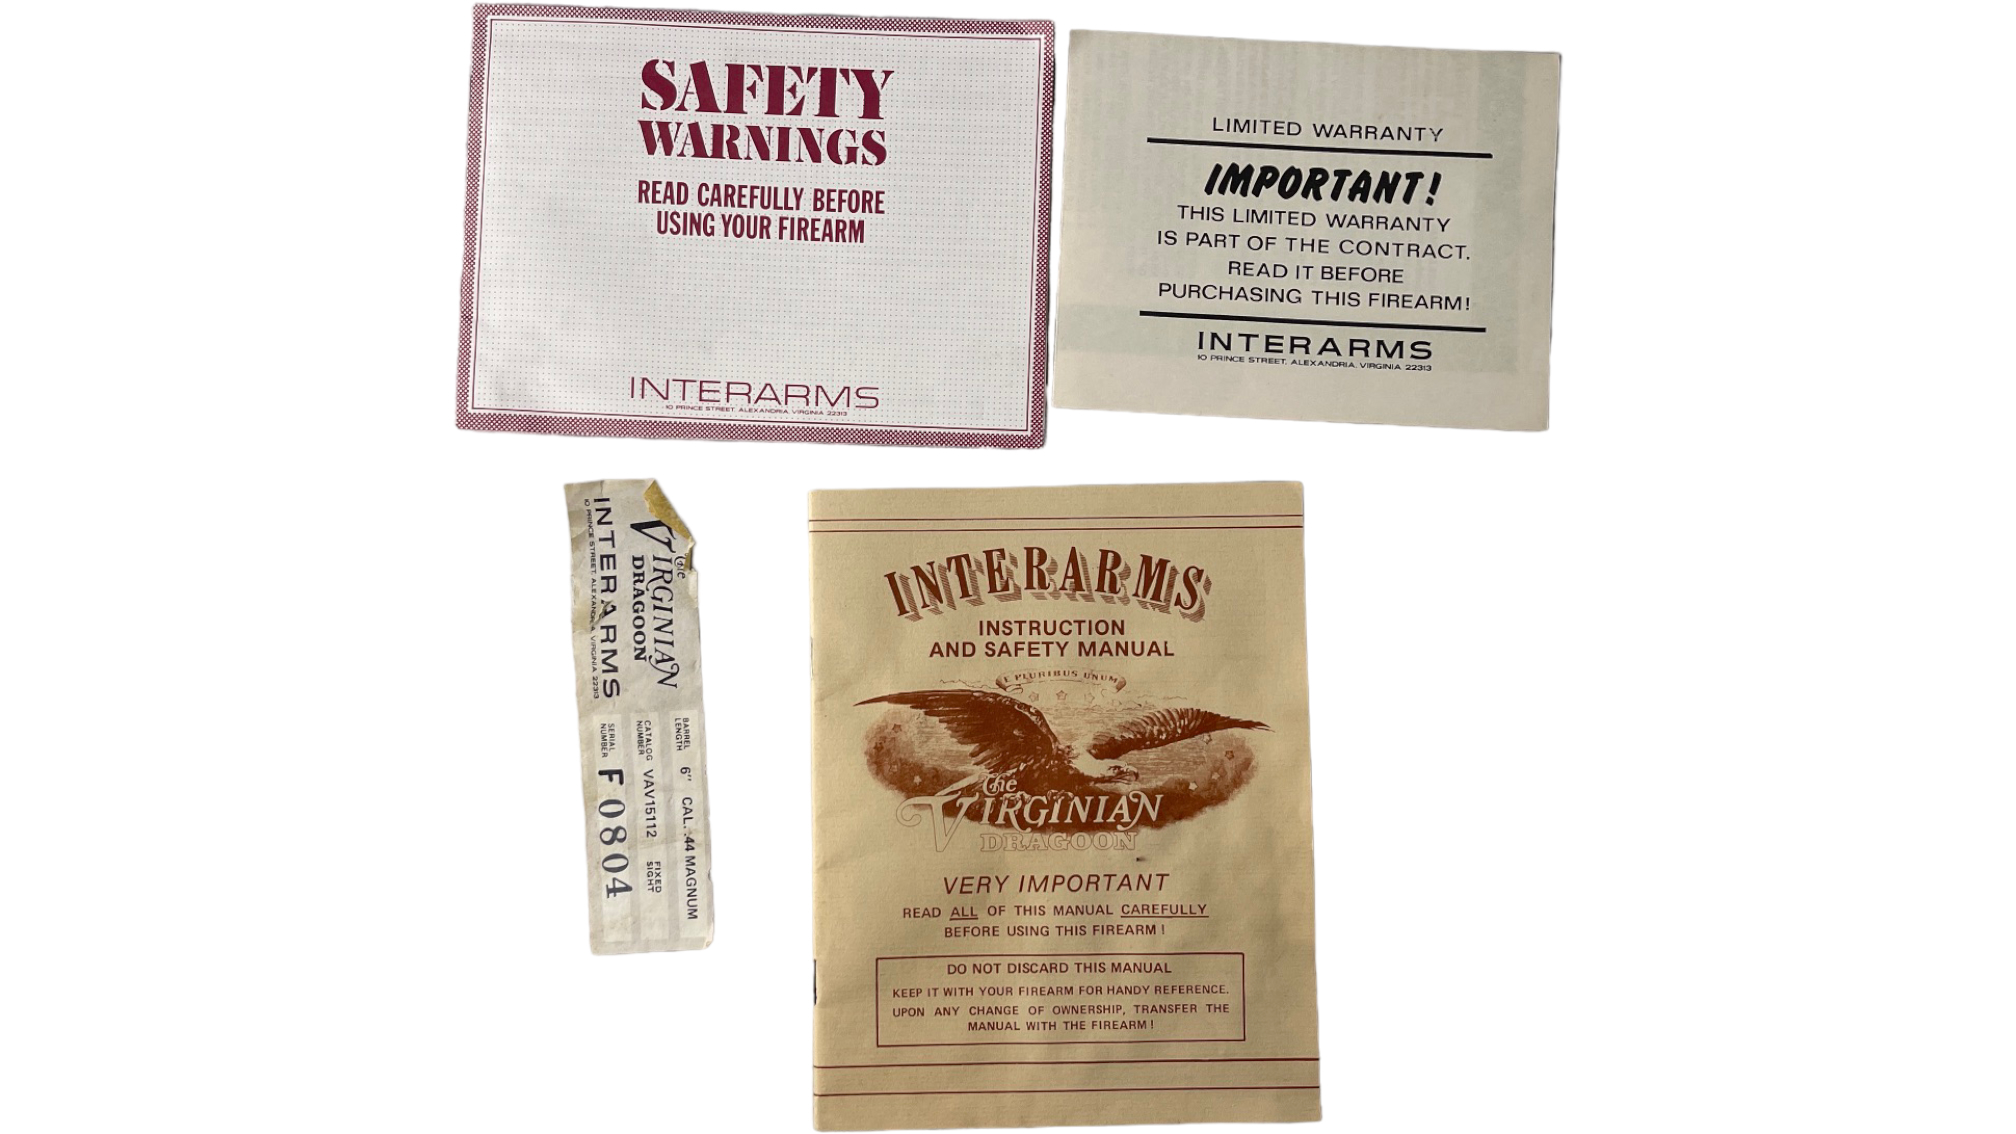 SAFETY
WARNINGS
READ CAREFULLY BEFORE
USING YOUR FIREARM
INTERARMS
10 PRINCE STREET, ALEXANDRIA, VIRGINIA 22313
LIMITED WARRANTY
IMPORTANT!
THIS LIMITED WARRANTY
IS PART OF THE CONTRACT.
READ IT BEFORE
PURCHASING THIS FIREARM!
INTERARMS
10 PRINCE STREET, ALEXANDRIA, VIRGINIA 22313
The
VIRGINIAN
DRAGOON
INTERARMS
10 PRINCE STREET, ALEXANDRIA, VIRGINIA 22313
BARREL
LENGTH 6" CAL. .44 MAGNUM
CATALOG
NUMBER VAV15112 FIXED
SIGHT
SERIAL
NUMBER F 0804
INTERARMS
INSTRUCTION
AND SAFETY MANUAL
E PLURIBUS UNUM
The
VIRGINIAN
DRAGOON
VERY IMPORTANT
READ ALL OF THIS MANUAL CAREFULLY
BEFORE USING THIS FIREARM!
DO NOT DISCARD THIS MANUAL
KEEP IT WITH YOUR FIREARM FOR HANDY REFERENCE.
UPON ANY CHANGE OF OWNERSHIP, TRANSFER THE
MANUAL WITH THE FIREARM!